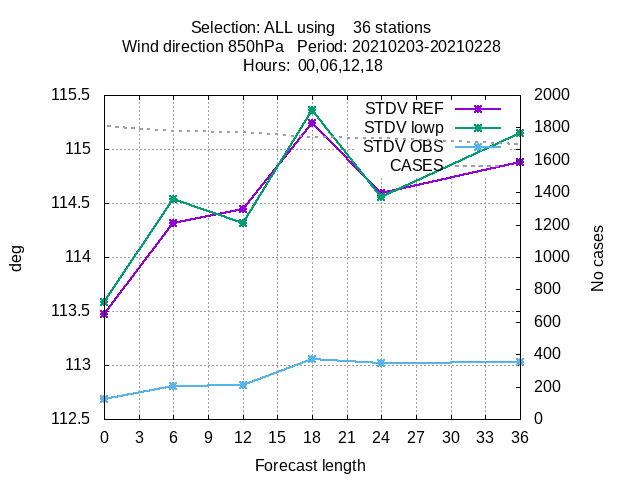 Selection: ALL using    36 stations
Wind direction 850hPa   Period: 20210203-20210228
Hours:  00,06,12,18
115.5
115
114.5
114
113.5
113
112.5
deg
STDV REF
STDV lowp
STDV OBS
CASES
2000
1800
1600
1400
1200
1000
800
600
400
200
0
No cases
0 3 6 9 12 15 18 21 24 27 30 33 36
Forecast length